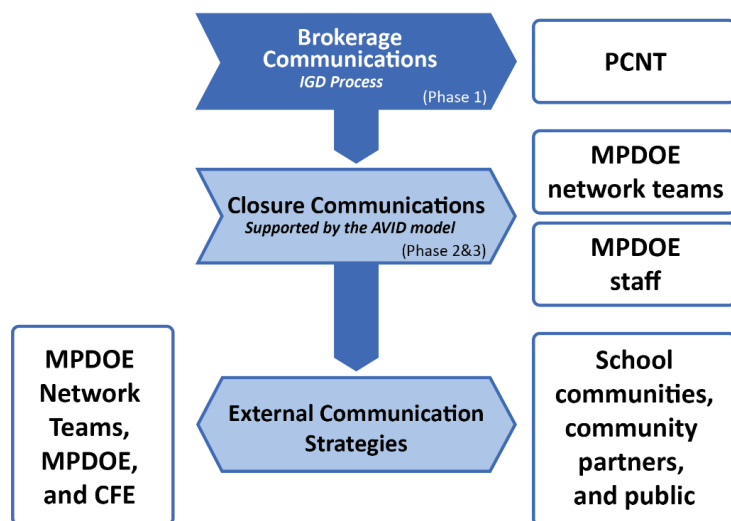 Brokerage
Communications
IGD Process
(Phase 1)
PCNT
Closure Communications
Supported by the AVID model
(Phase 2&3)
MPDOE
network teams
MPDOE
staff
MPDOE
Network
Teams,
MPDOE,
and CFE
External Communication
Strategies
School
communities,
community
partners,
and public